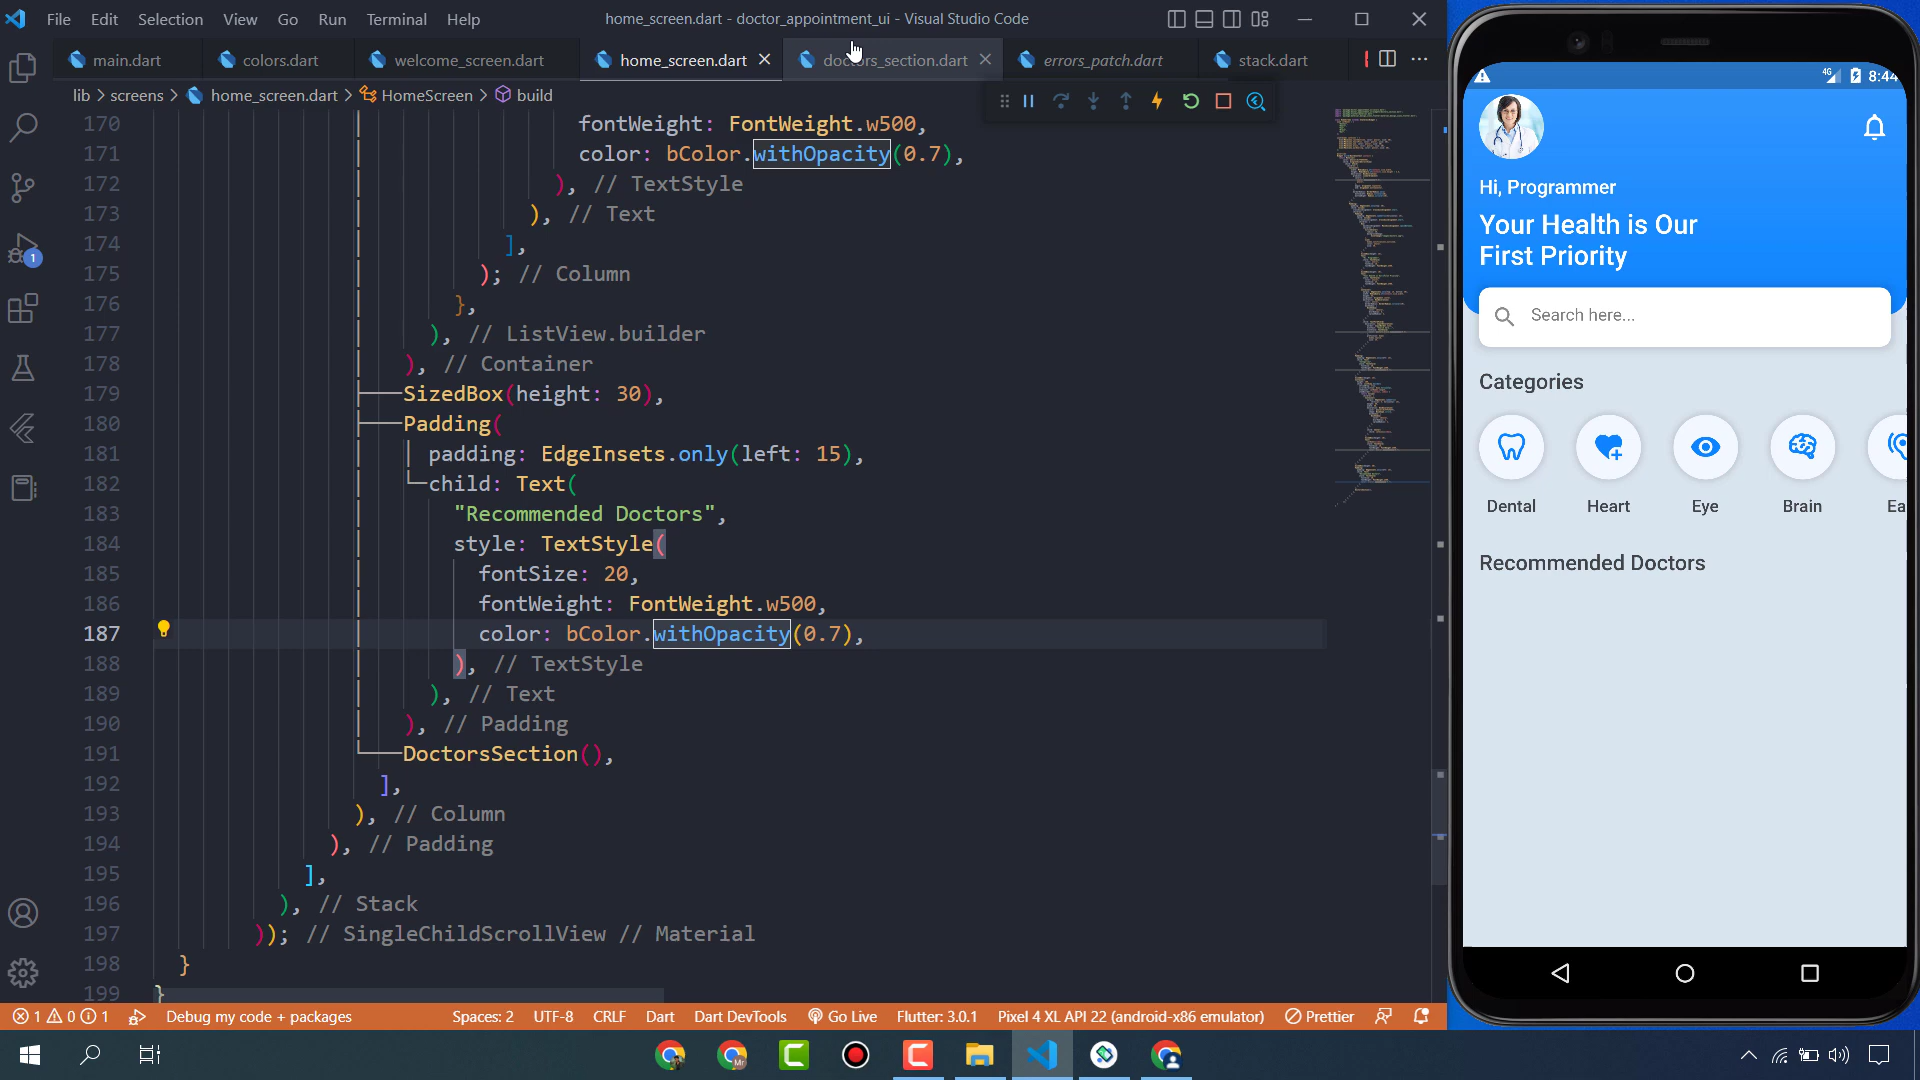 File Edit Selection View Go Run Terminal Help
home_screen.dart - doctor_appointment_ui - Visual Studio Code
main.dart colors.dart welcome_screen.dart home_screen.dart doctors_section.dart errors_patch.dart stack.dart
lib > screens > home_screen.dart > HomeScreen > build
170 fontWeight: FontWeight.w500,
171 color: bColor.withOpacity(0.7),
172 ), // TextStyle
173 ), // Text
174 ],
175 ); // Column
176 },
177 ), // ListView.builder
178 ), // Container
179 SizedBox(height: 30),
180 Padding(
181 padding: EdgeInsets.only(left: 15),
182 child: Text(
183 "Recommended Doctors",
184 style: TextStyle(
185 fontSize: 20,
186 fontWeight: FontWeight.w500,
187 color: bColor.withOpacity(0.7),
188 ), // TextStyle
189 ), // Text
190 ), // Padding
191 DoctorsSection(),
192 ],
193 ), // Column
194 ), // Padding
195 ],
196 ), // Stack
197 )); // SingleChildScrollView // Material
198 }
199 }
1
1 0 1 Debug my code + packages Spaces: 2 UTF-8 CRLF Dart Dart DevTools Go Live Flutter: 3.0.1 Pixel 4 XL API 22 (android-x86 emulator) Prettier
4G 8:44
Hi, Programmer
Your Health is Our
First Priority
Search here...
Categories
Dental Heart Eye Brain Ea
Recommended Doctors